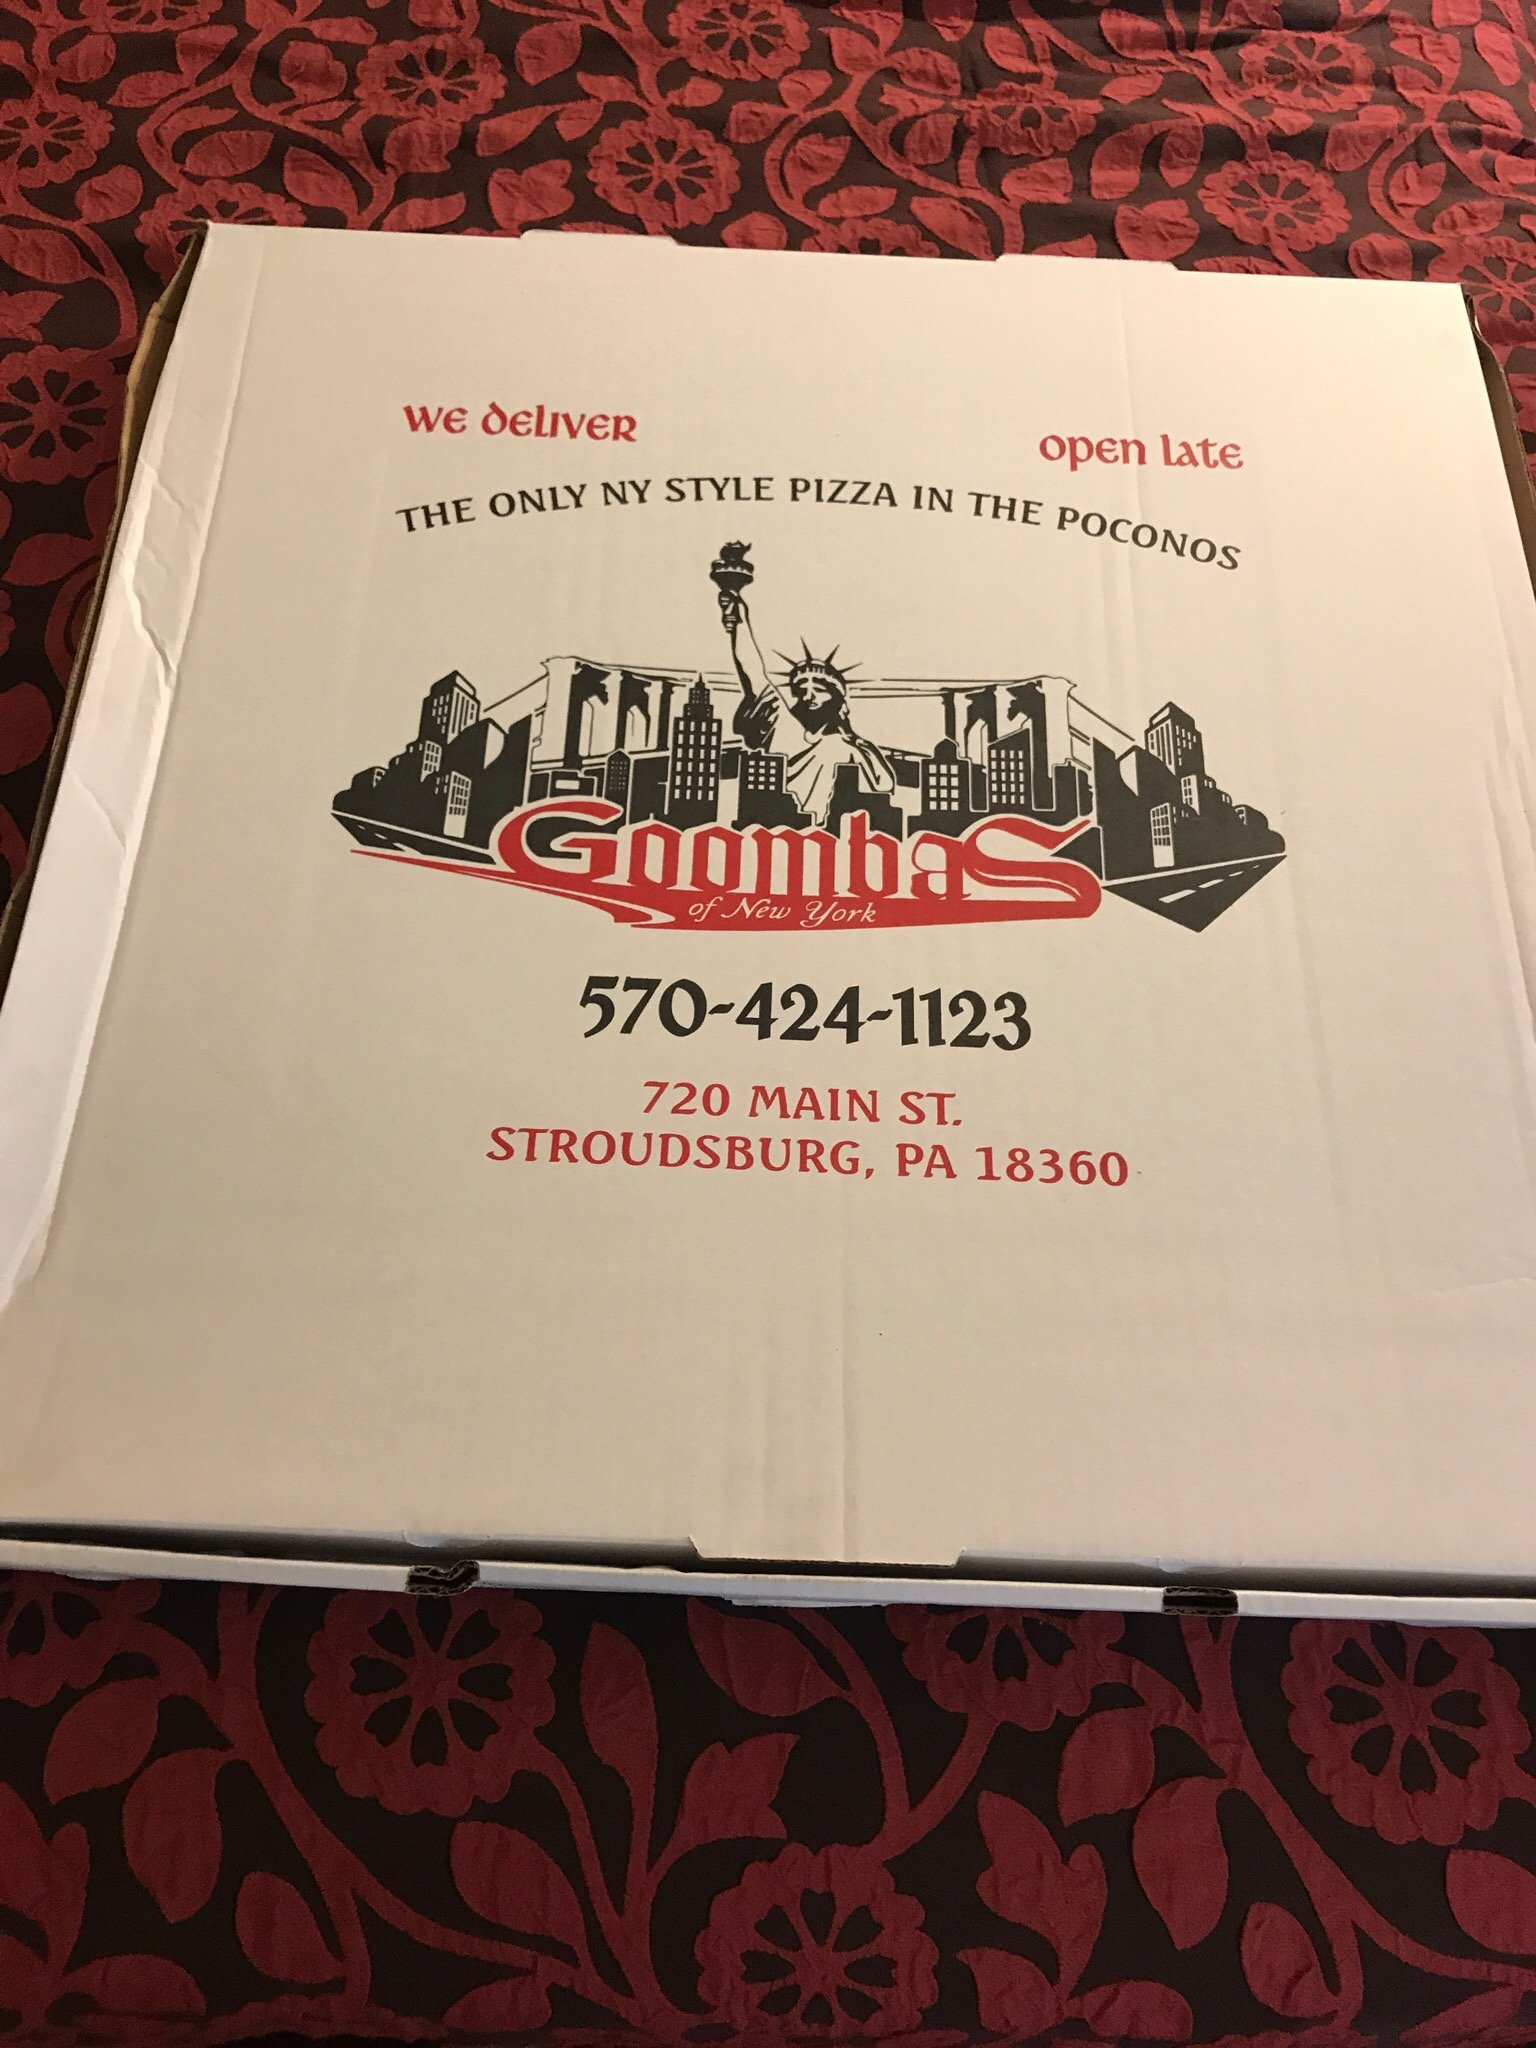 WE DELIVER
OPEN LATE
THE ONLY NY STYLE PIZZA IN THE POCONOS
GoombaS
of New York
570-424-1123
720 MAIN ST.
STROUDSBURG, PA 18360